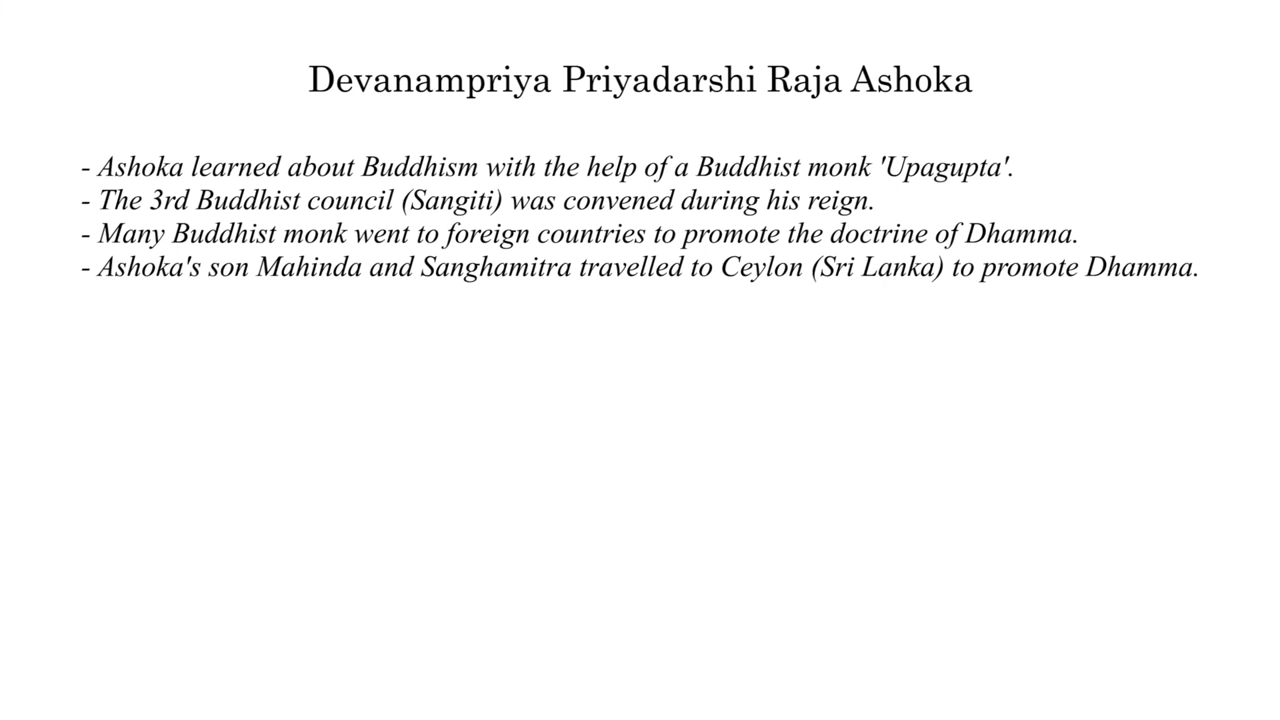 Devanampriya Priyadarshi Raja Ashoka
- Ashoka learned about Buddhism with the help of a Buddhist monk 'Upagupta'.
- The 3rd Buddhist council (Sangiti) was convened during his reign.
- Many Buddhist monk went to foreign countries to promote the doctrine of Dhamma.
- Ashoka's son Mahinda and Sanghamitra travelled to Ceylon (Sri Lanka) to promote Dhamma.